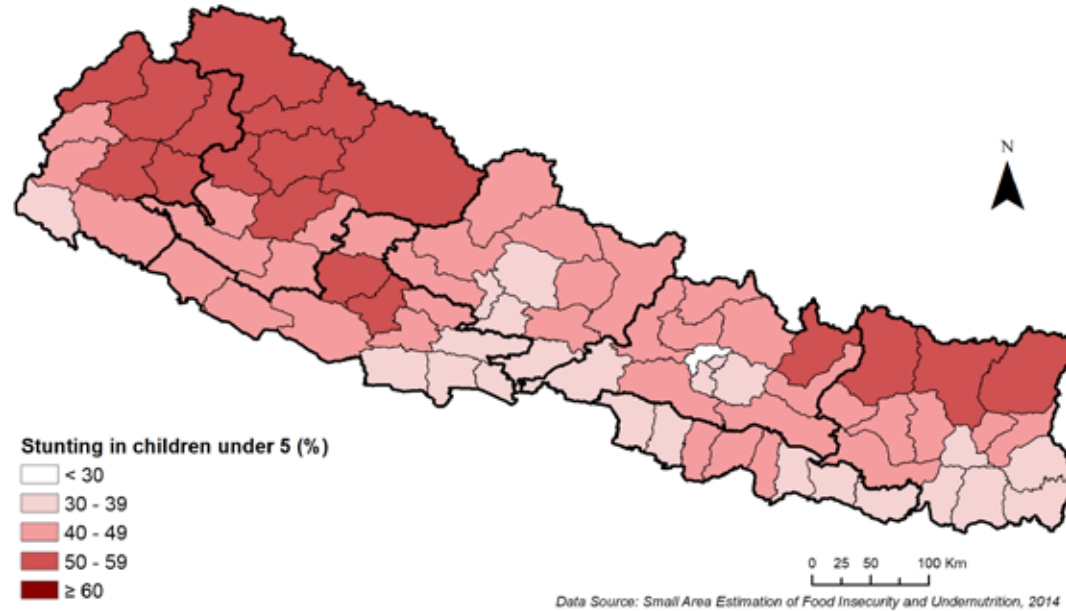 N
Stunting in children under 5 (%)
< 30
30 - 39
40 - 49
50 - 59
≥ 60
0 25 50 100 Km
Data Source: Small Area Estimation of Food Insecurity and Undernutrition, 2014